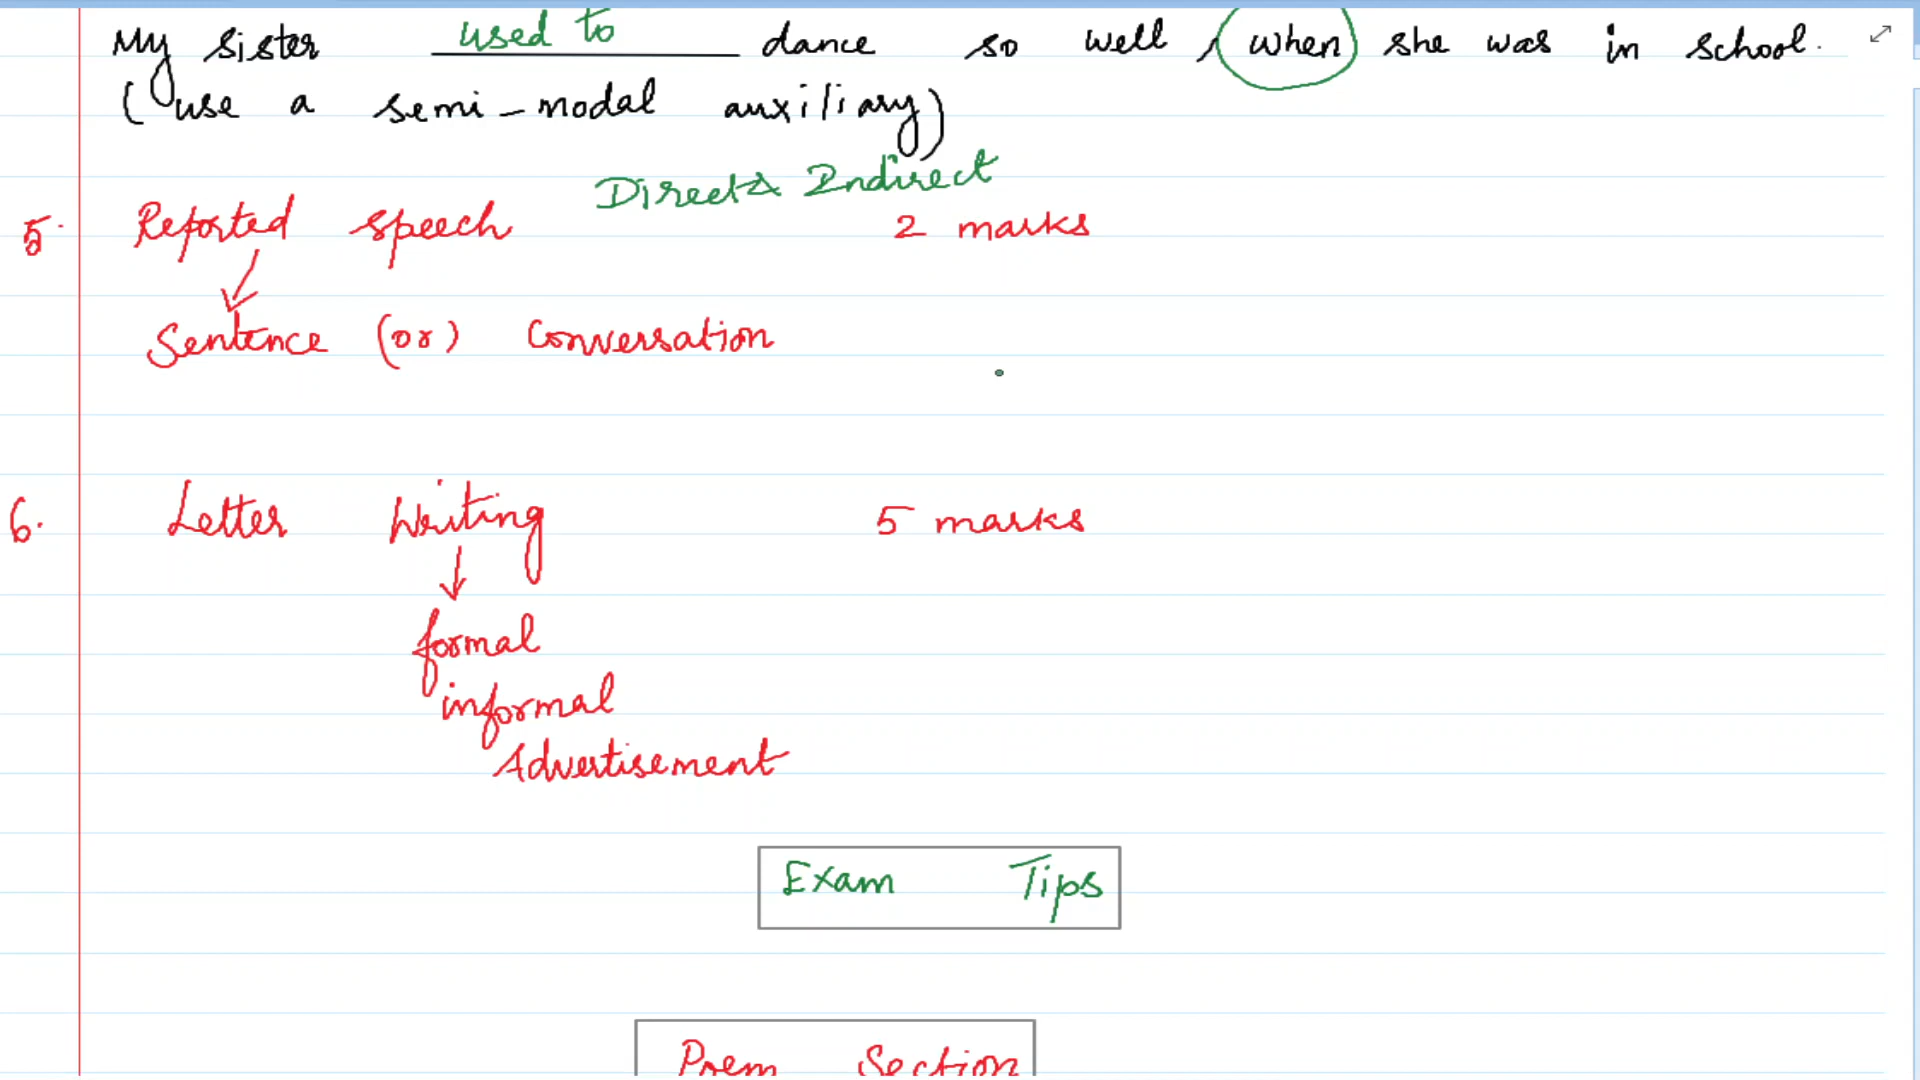 My sister used to dance so well, when she was in school.
(use a semi-modal auxiliary)
Direct & Indirect
5. Reported speech 2 marks
Sentence (or) Conversation
6. Letter Writing 5 marks
formal
informal
Advertisement
Exam Tips
Poem Section